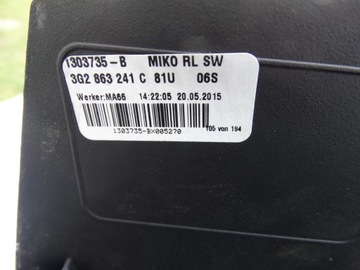 1303735-B MIKO RL SW
3G2 863 241 C 81U 06S
Werker:MA66 14:22:05 20.05.2015
1303735-BX005270
105 von 194